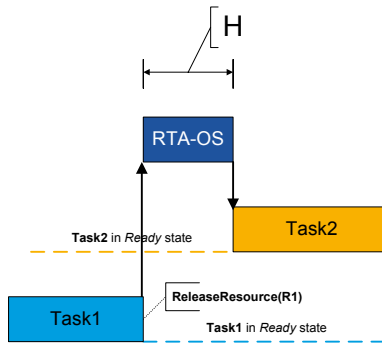 H
RTA-OS
Task2 in Ready state
Task2
Task1
ReleaseResource(R1)
Task1 in Ready state